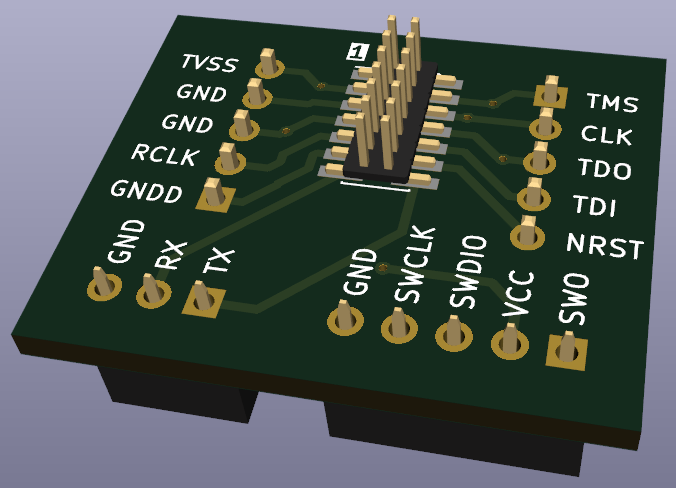 1
TVSS
GND
GND
RCLK
GNDD
TMS
CLK
TDO
TDI
NRST
GND
RX
TX
GND
SWCLK
SWDIO
VCC
SWO